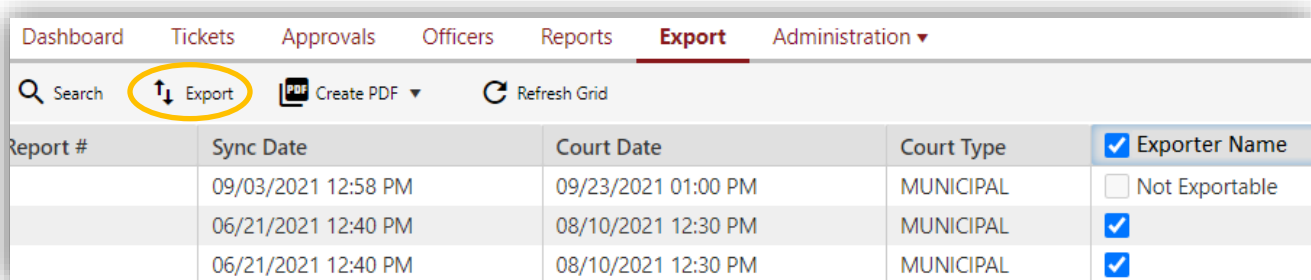 Dashboard Tickets Approvals Officers Reports Export Administration ▾
Search Export PDF Create PDF ▾ Refresh Grid
Report # Sync Date Court Date Court Type Exporter Name
09/03/2021 12:58 PM 09/23/2021 01:00 PM MUNICIPAL Not Exportable
06/21/2021 12:40 PM 08/10/2021 12:30 PM MUNICIPAL
06/21/2021 12:40 PM 08/10/2021 12:30 PM MUNICIPAL